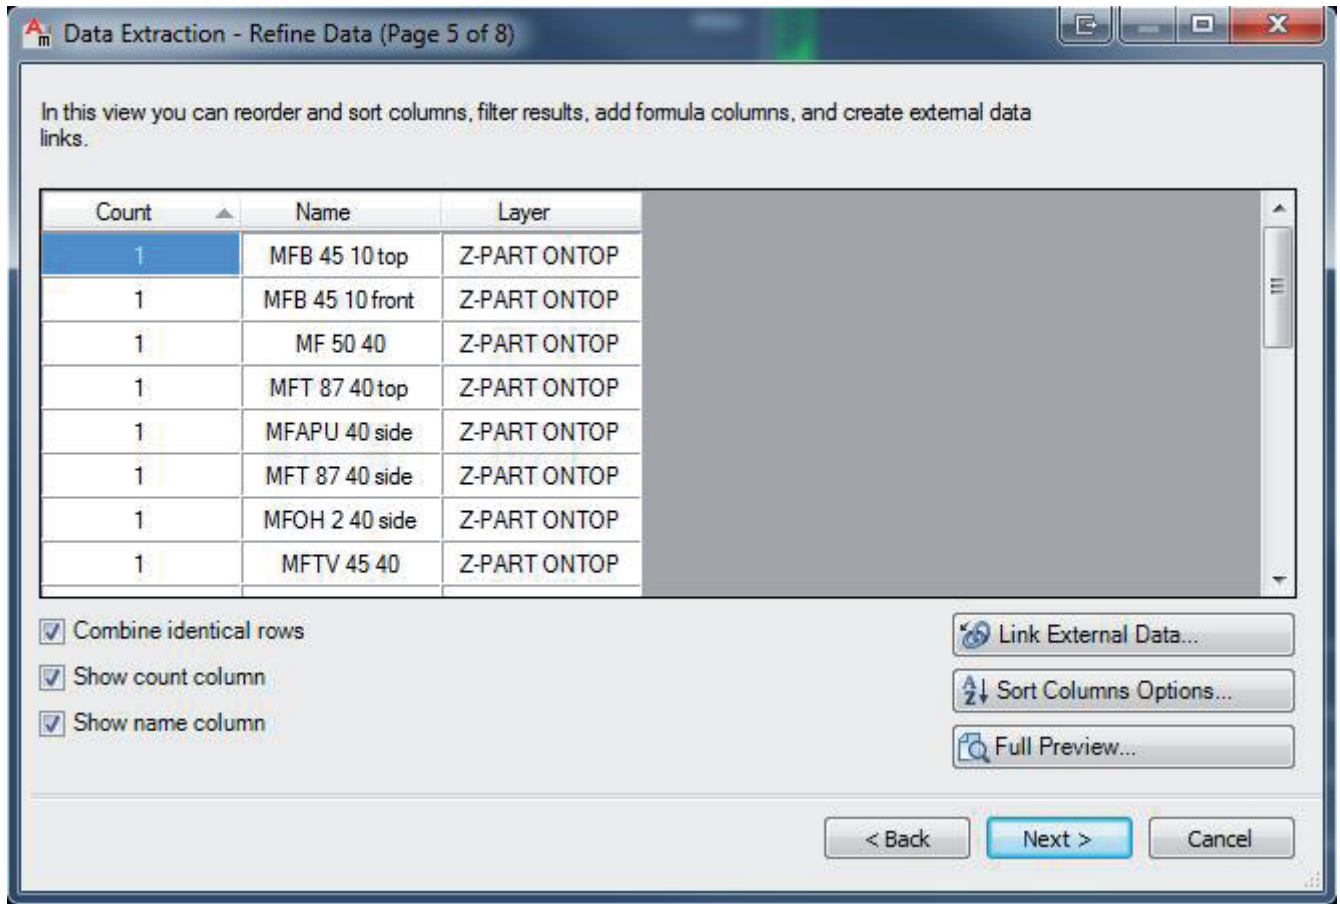 Data Extraction - Refine Data (Page 5 of 8)
In this view you can reorder and sort columns, filter results, add formula columns, and create external data
links.
Count Name Layer
1 MFB 45 10 top Z-PART ONTOP
1 MFB 45 10 front Z-PART ONTOP
1 MF 50 40 Z-PART ONTOP
1 MFT 87 40 top Z-PART ONTOP
1 MFAPU 40 side Z-PART ONTOP
1 MFT 87 40 side Z-PART ONTOP
1 MFOH 2 40 side Z-PART ONTOP
1 MFTV 45 40 Z-PART ONTOP
Combine identical rows
Show count column
Show name column
Link External Data...
Sort Columns Options...
Full Preview...
< Back Next > Cancel